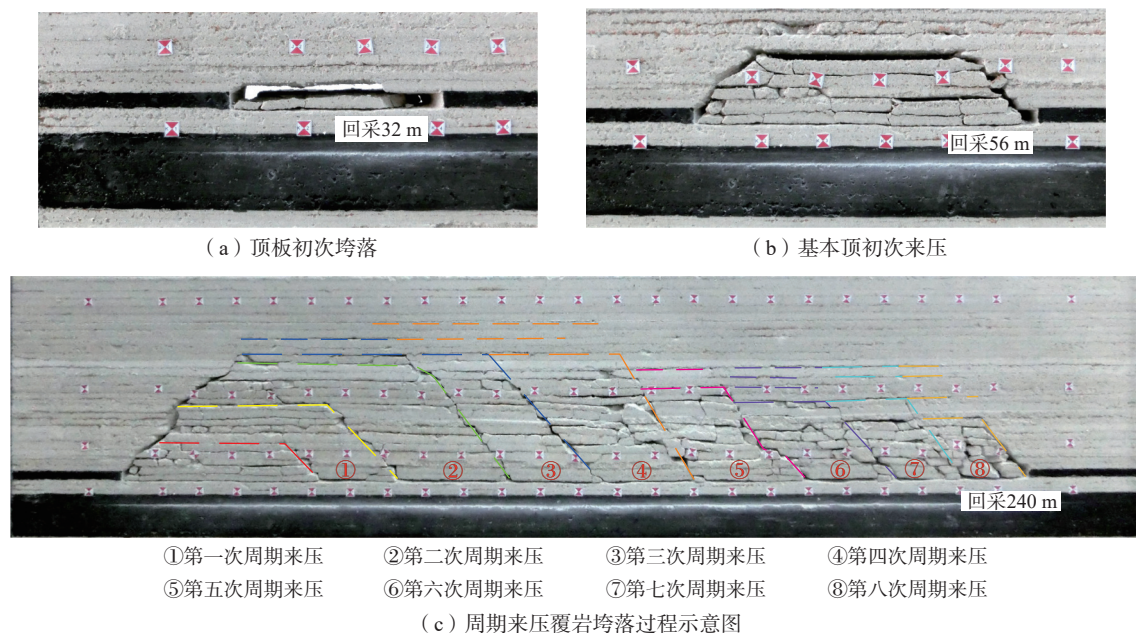 回采32 m
回采56 m
（a）顶板初次垮落
（b）基本顶初次来压
① ② ③ ④ ⑤ ⑥ ⑦ ⑧
回采240 m
①第一次周期来压 ②第二次周期来压 ③第三次周期来压 ④第四次周期来压
⑤第五次周期来压 ⑥第六次周期来压 ⑦第七次周期来压 ⑧第八次周期来压
（c）周期来压覆岩垮落过程示意图